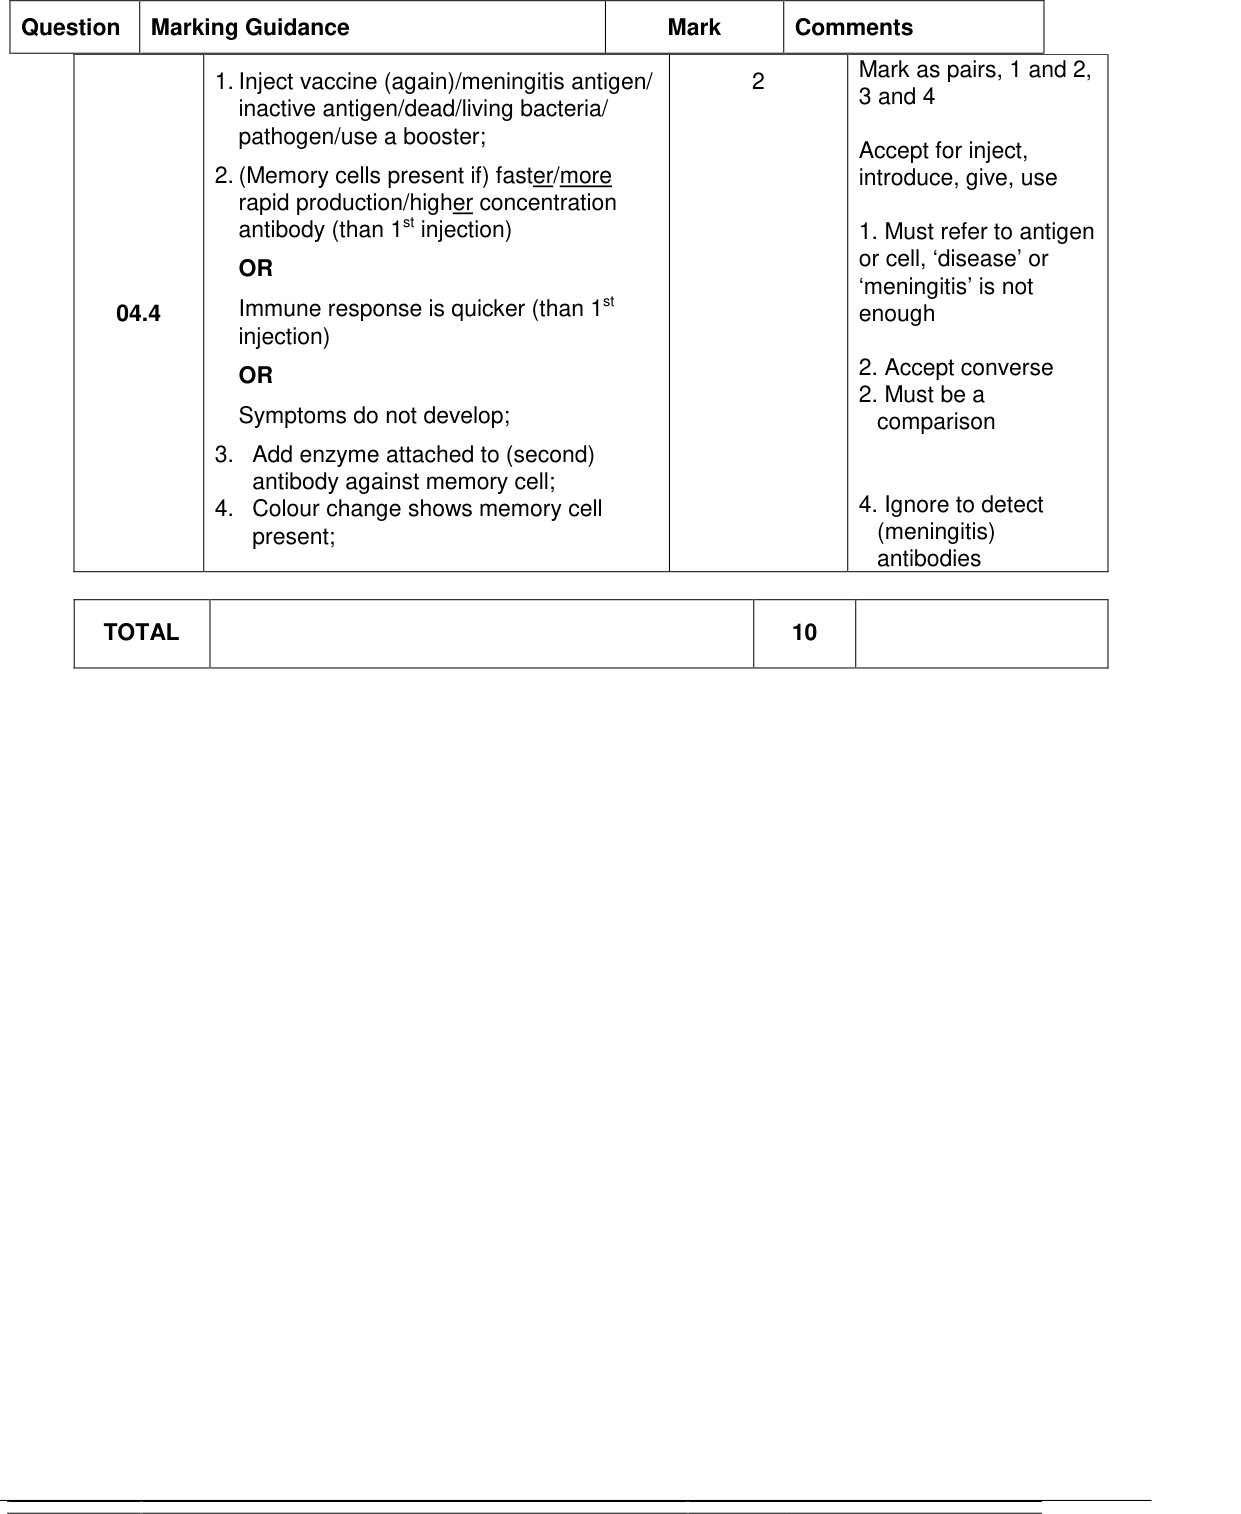 Question Marking Guidance Mark Comments
1. Inject vaccine (again)/meningitis antigen/
inactive antigen/dead/living bacteria/
pathogen/use a booster;
2. (Memory cells present if) faster/more
rapid production/higher concentration
antibody (than 1st injection)
OR
Immune response is quicker (than 1st
injection)
OR
Symptoms do not develop;
3. Add enzyme attached to (second)
antibody against memory cell;
4. Colour change shows memory cell
present;
04.4
2
Mark as pairs, 1 and 2,
3 and 4
Accept for inject,
introduce, give, use
1. Must refer to antigen
or cell, ‘disease’ or
‘meningitis’ is not
enough
2. Accept converse
2. Must be a
comparison
4. Ignore to detect
(meningitis)
antibodies
TOTAL 10